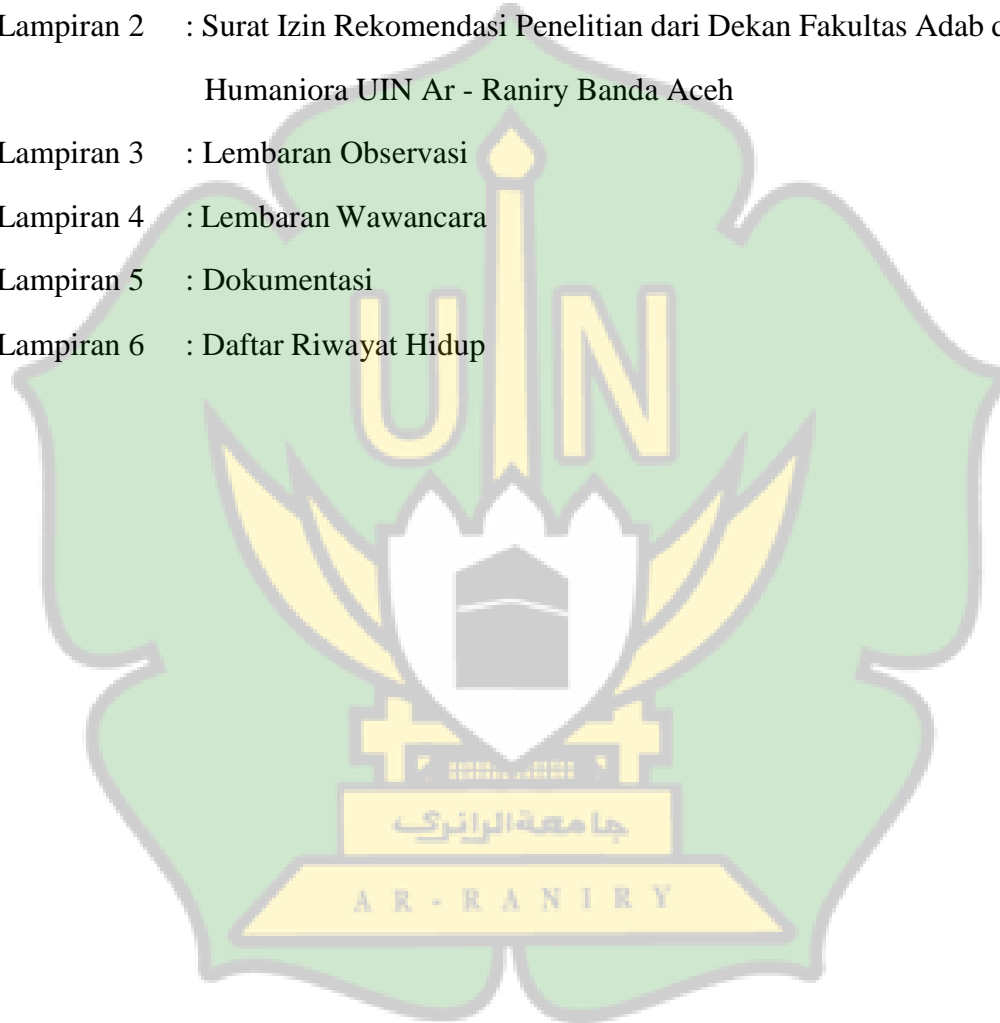 Lampiran 2 : Surat Izin Rekomendasi Penelitian dari Dekan Fakultas Adab d
Humaniora UIN Ar - Raniry Banda Aceh
Lampiran 3 : Lembaran Observasi
Lampiran 4 : Lembaran Wawancara
Lampiran 5 : Dokumentasi
Lampiran 6 : Daftar Riwayat Hidup
UIN
جامعة الرانري
AR-RANIRY